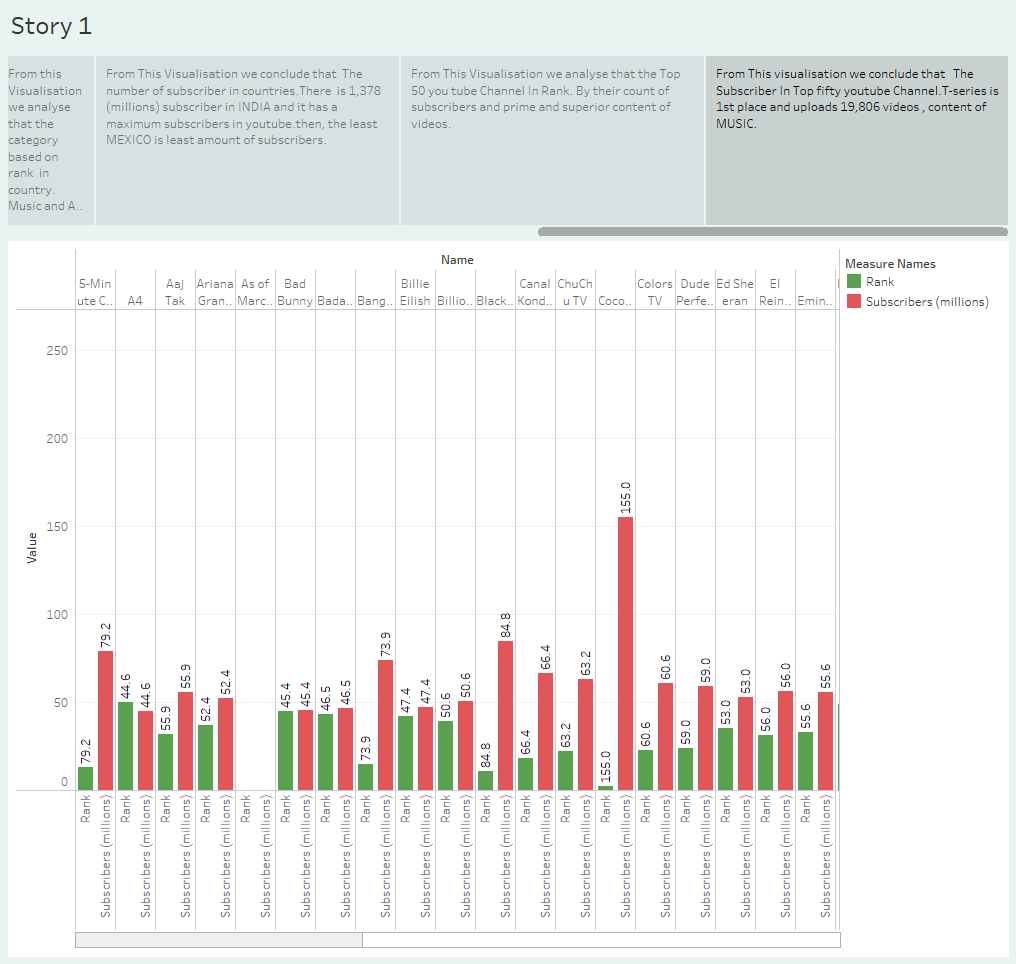 Story 1
From this
Visualisation
we analyse
that the
category
based on
rank in
country.
Music and A..
From This Visualisation we conclude that The
number of subscriber in countries.There is 1,378
(millions) subscriber in INDIA and it has a
maximum subscribers in youtube.then, the least
MEXICO is least amount of subscribers.
From This Visualisation we analyse that the Top
50 you tube Channel In Rank. By their count of
subscribers and prime and superior content of
videos.
From This visualisation we conclude that The
Subscriber In Top fifty youtube Channel.T-series is
1st place and uploads 19,806 videos , content of
MUSIC.
Name
5-Min
ute C..
A4
Aaj
Tak
Ariana
Gran..
As of
Marc..
Bad
Bunny
Bada..
Bang..
Billie
Eilish
Billio..
Black..
Canal
Kond..
ChuCh
u TV
Coco..
Colors
TV
Dude
Perfe..
Ed She
eran
El
Rein..
Emin..
Measure Names
Rank
Subscribers (millions)
Value
250
200
150
100
50
0
79.2
79.2
44.6
44.6
55.9
55.9
52.4
52.4
45.4
45.4
46.5
46.5
73.9
73.9
47.4
47.4
50.6
50.6
84.8
84.8
66.4
66.4
63.2
63.2
155.0
155.0
60.6
60.6
59.0
59.0
53.0
53.0
56.0
56.0
55.6
55.6
Rank
Subscribers (millions)
Rank
Subscribers (millions)
Rank
Subscribers (millions)
Rank
Subscribers (millions)
Rank
Subscribers (millions)
Rank
Subscribers (millions)
Rank
Subscribers (millions)
Rank
Subscribers (millions)
Rank
Subscribers (millions)
Rank
Subscribers (millions)
Rank
Subscribers (millions)
Rank
Subscribers (millions)
Rank
Subscribers (millions)
Rank
Subscribers (millions)
Rank
Subscribers (millions)
Rank
Subscribers (millions)
Rank
Subscribers (millions)
Rank
Subscribers (millions)
Rank
Subscribers (millions)